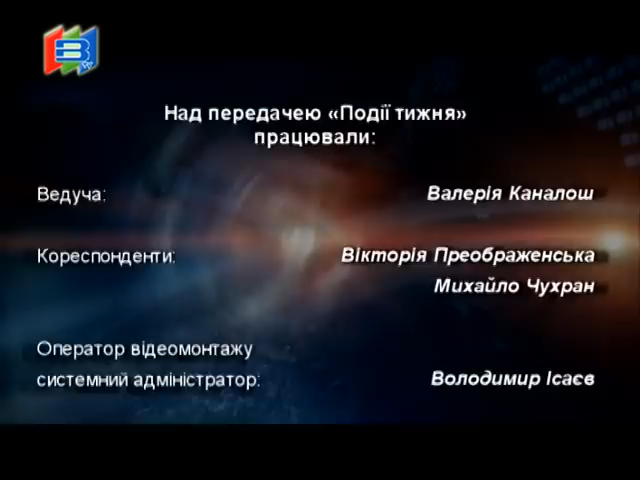 Над передачею «Події тижня»
працювали:
Ведуча: Валерія Каналош
Кореспонденти: Вікторія Преображенська
Михайло Чухран
Оператор відеомонтажу
системний адміністратор: Володимир Ісаєв